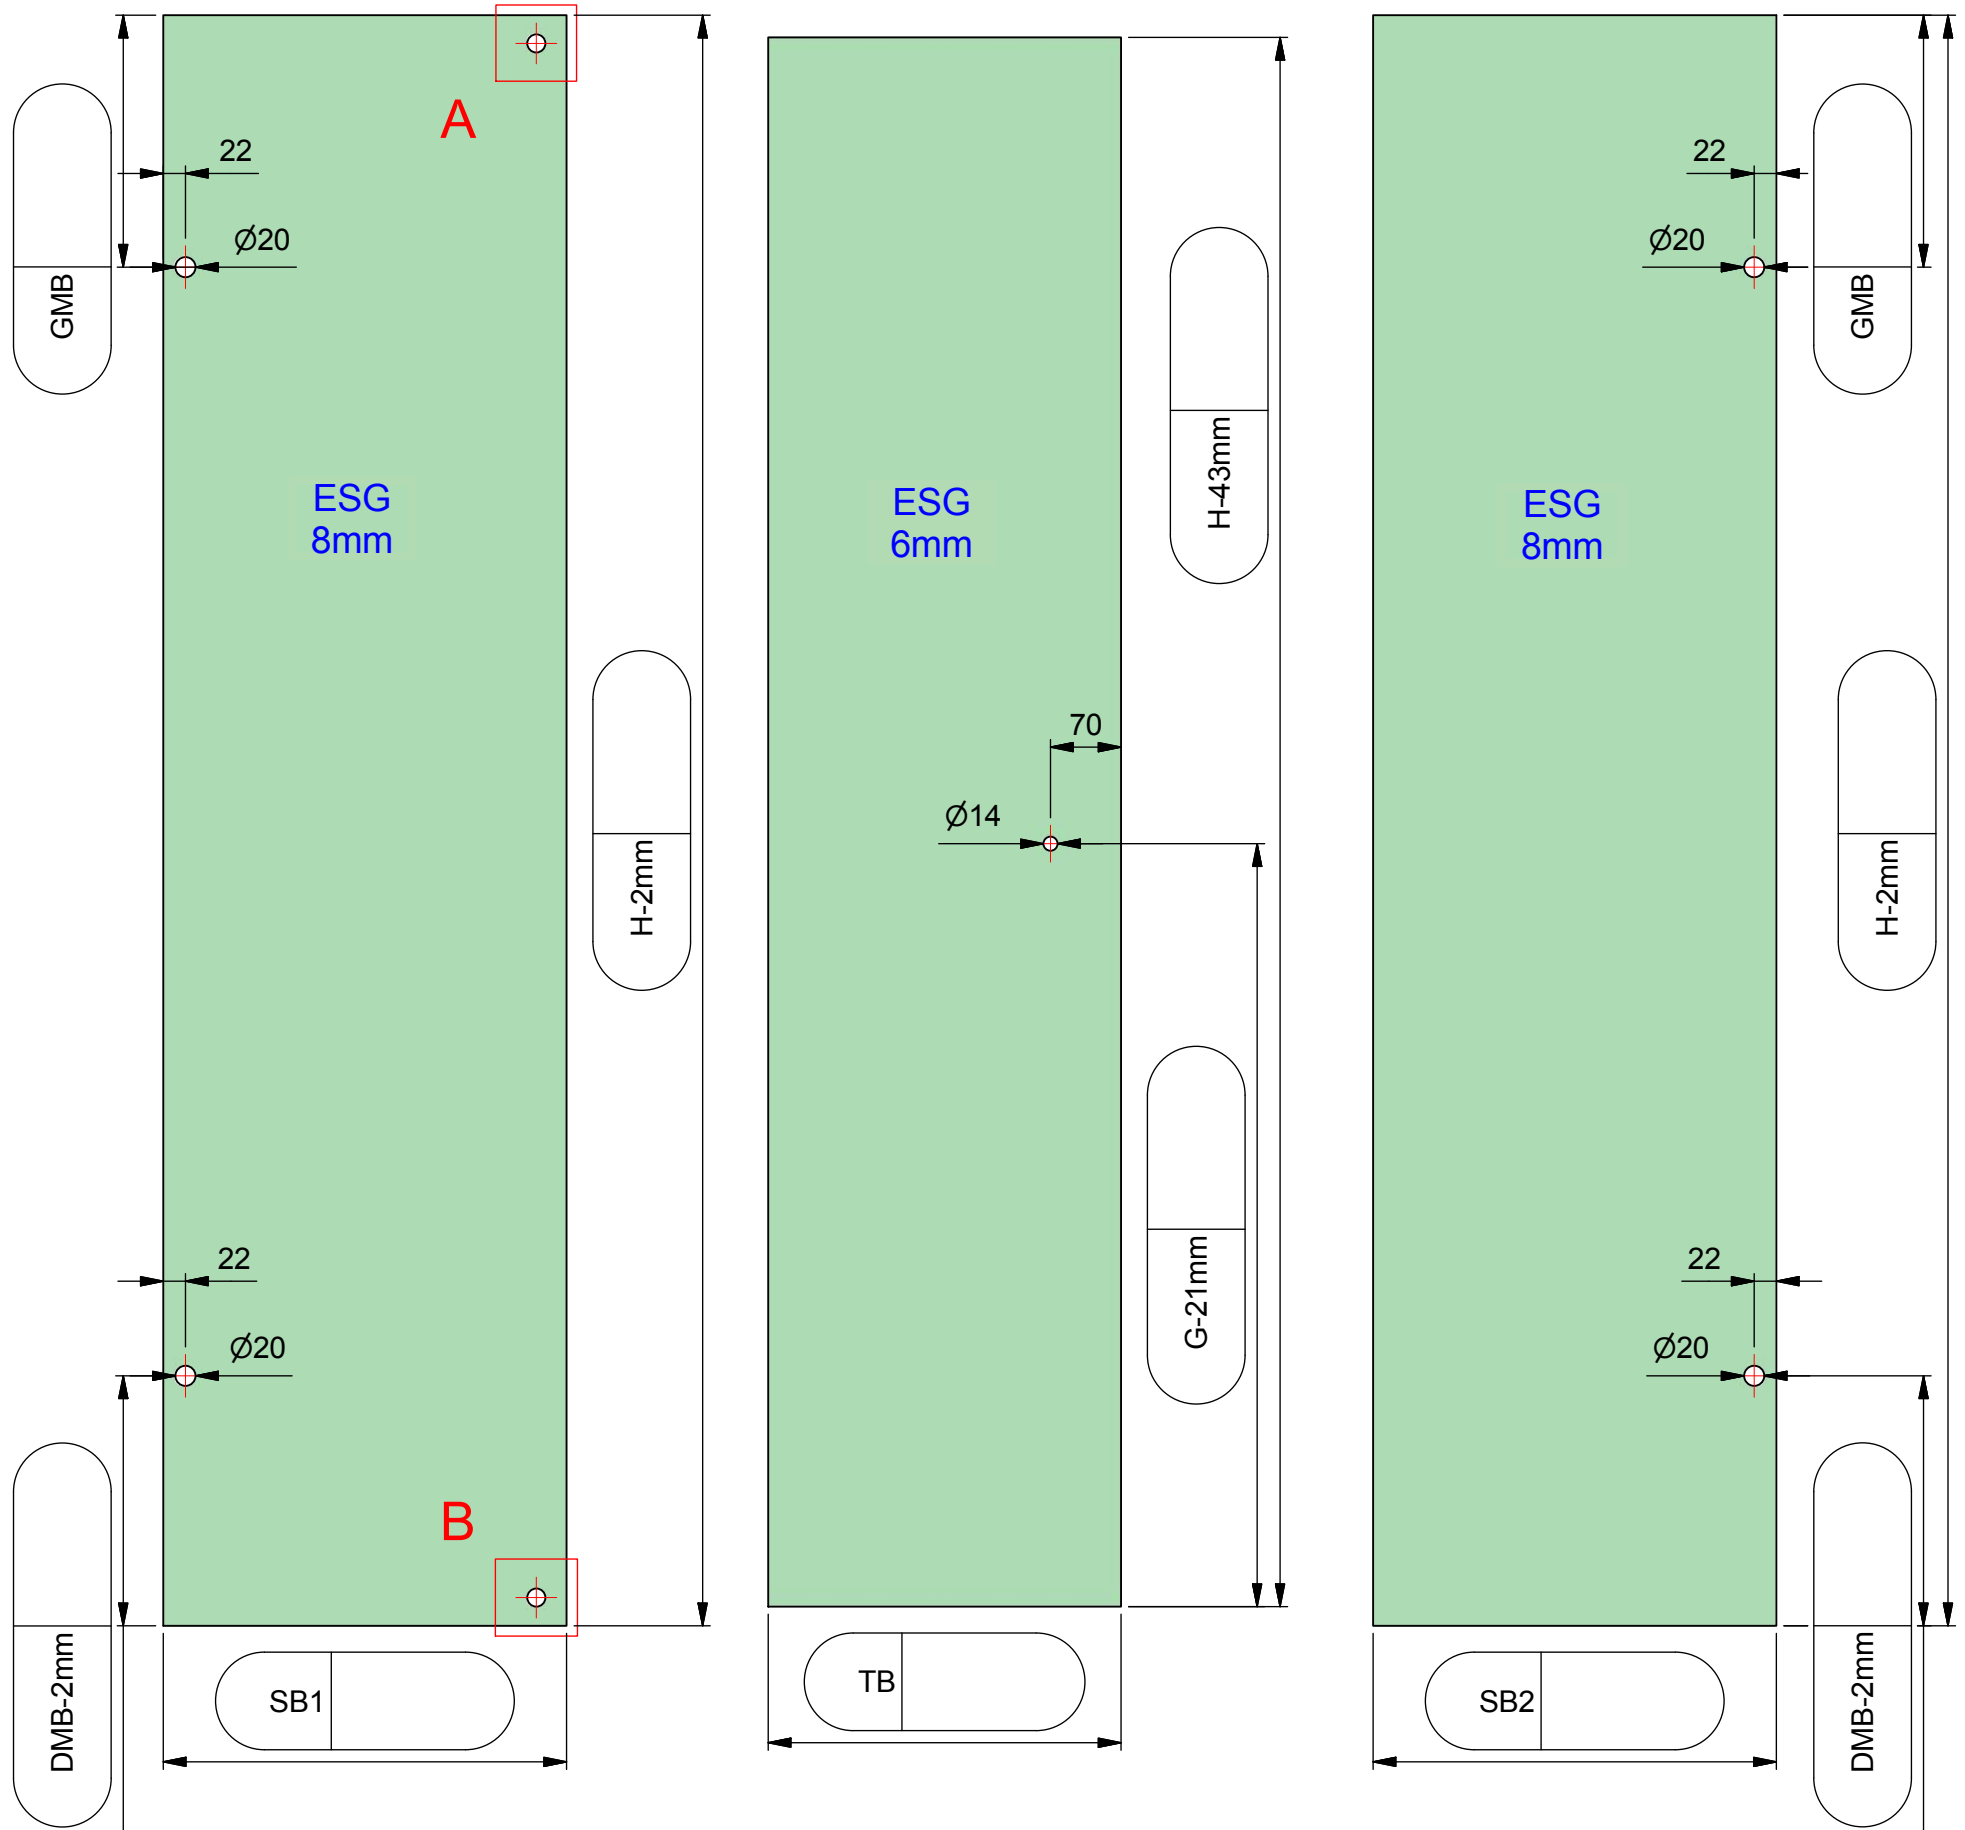 A
22
22
Ø20
Ø20
GMB
GMB
ESG
8mm
ESG
6mm
ESG
8mm
H-43mm
70
Ø14
H-2mm
H-2mm
G-21mm
22
22
Ø20
Ø20
B
DMB-2mm
DMB-2mm
SB1
TB
SB2